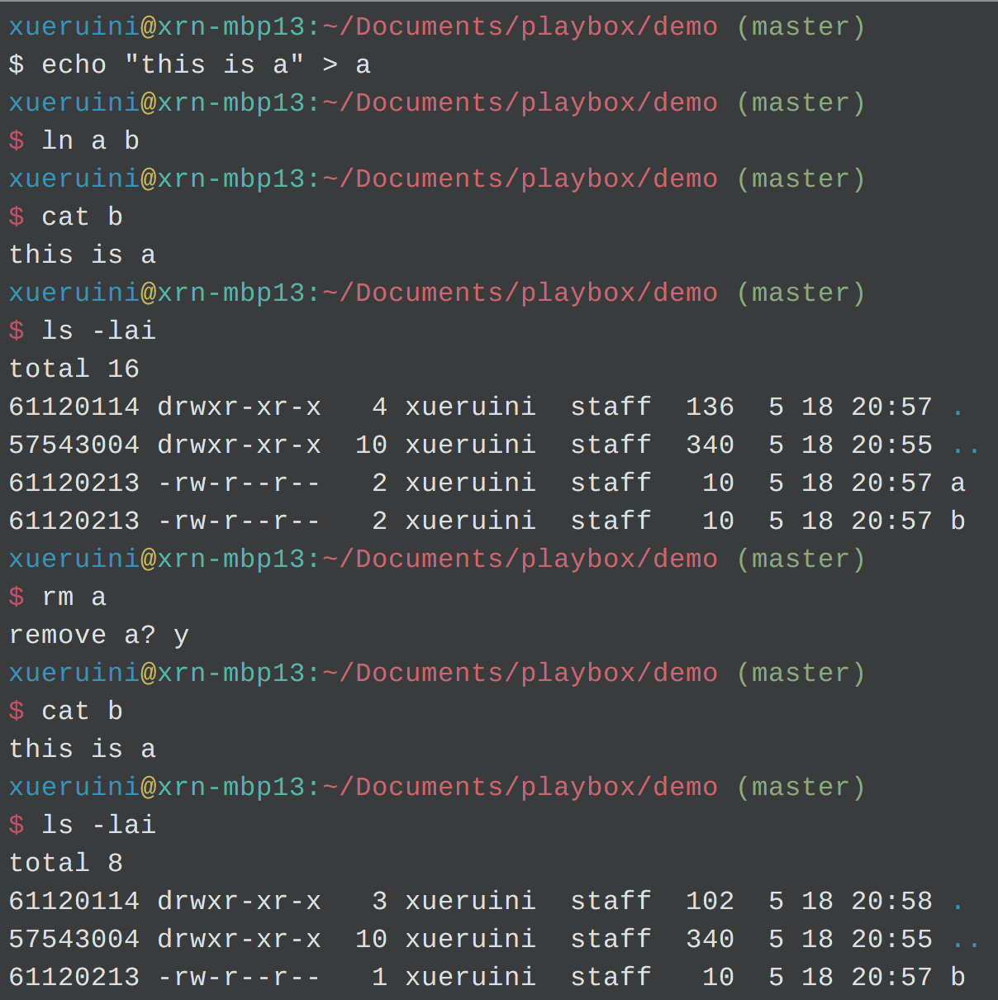 xueruini@xrn-mbp13:~/Documents/playbox/demo (master)
$ echo "this is a" > a
xueruini@xrn-mbp13:~/Documents/playbox/demo (master)
$ ln a b
xueruini@xrn-mbp13:~/Documents/playbox/demo (master)
$ cat b
this is a
xueruini@xrn-mbp13:~/Documents/playbox/demo (master)
$ ls -lai
total 16
61120114 drwxr-xr-x   4 xueruini  staff  136  5 18 20:57 .
57543004 drwxr-xr-x  10 xueruini  staff  340  5 18 20:55 ..
61120213 -rw-r--r--   2 xueruini  staff   10  5 18 20:57 a
61120213 -rw-r--r--   2 xueruini  staff   10  5 18 20:57 b
xueruini@xrn-mbp13:~/Documents/playbox/demo (master)
$ rm a
remove a? y
xueruini@xrn-mbp13:~/Documents/playbox/demo (master)
$ cat b
this is a
xueruini@xrn-mbp13:~/Documents/playbox/demo (master)
$ ls -lai
total 8
61120114 drwxr-xr-x   3 xueruini  staff  102  5 18 20:58 .
57543004 drwxr-xr-x  10 xueruini  staff  340  5 18 20:55 ..
61120213 -rw-r--r--   1 xueruini  staff   10  5 18 20:57 b